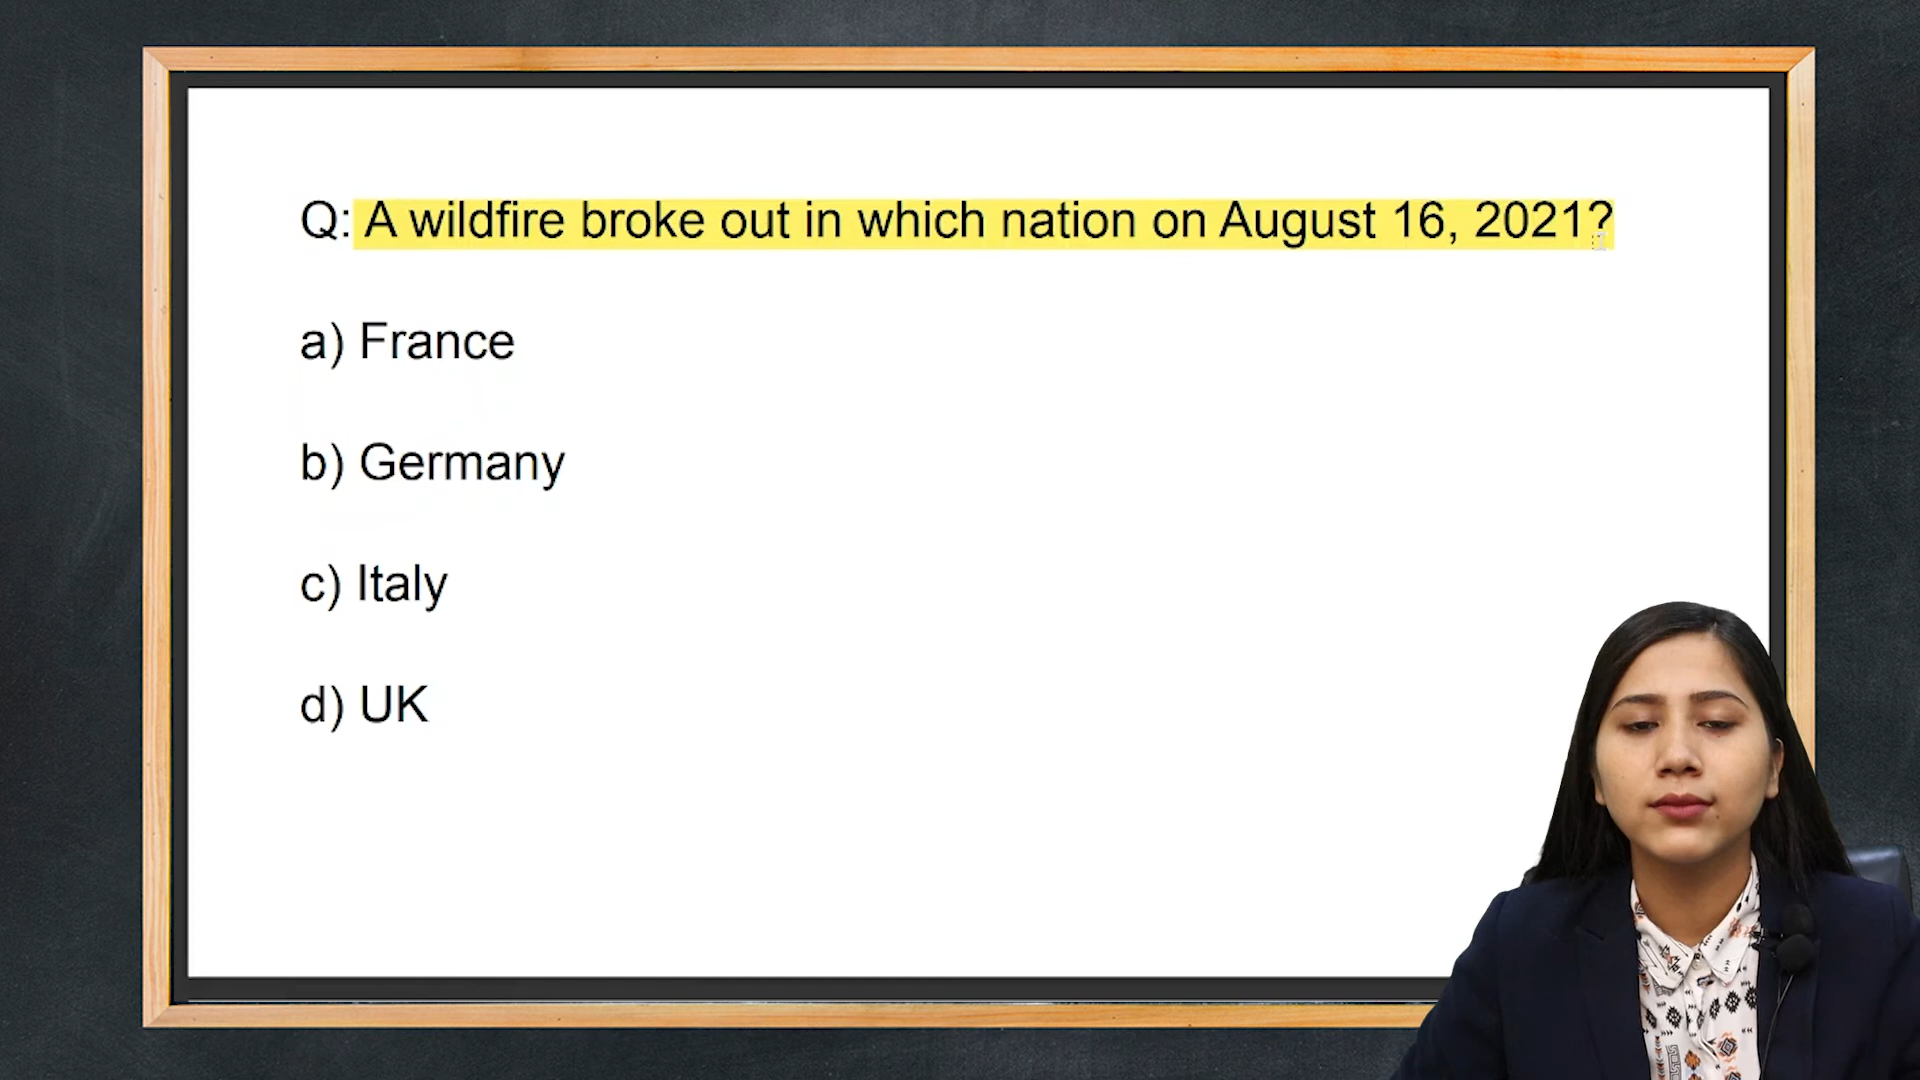 Q: A wildfire broke out in which nation on August 16, 2021?
a) France
b) Germany
c) Italy
d) UK